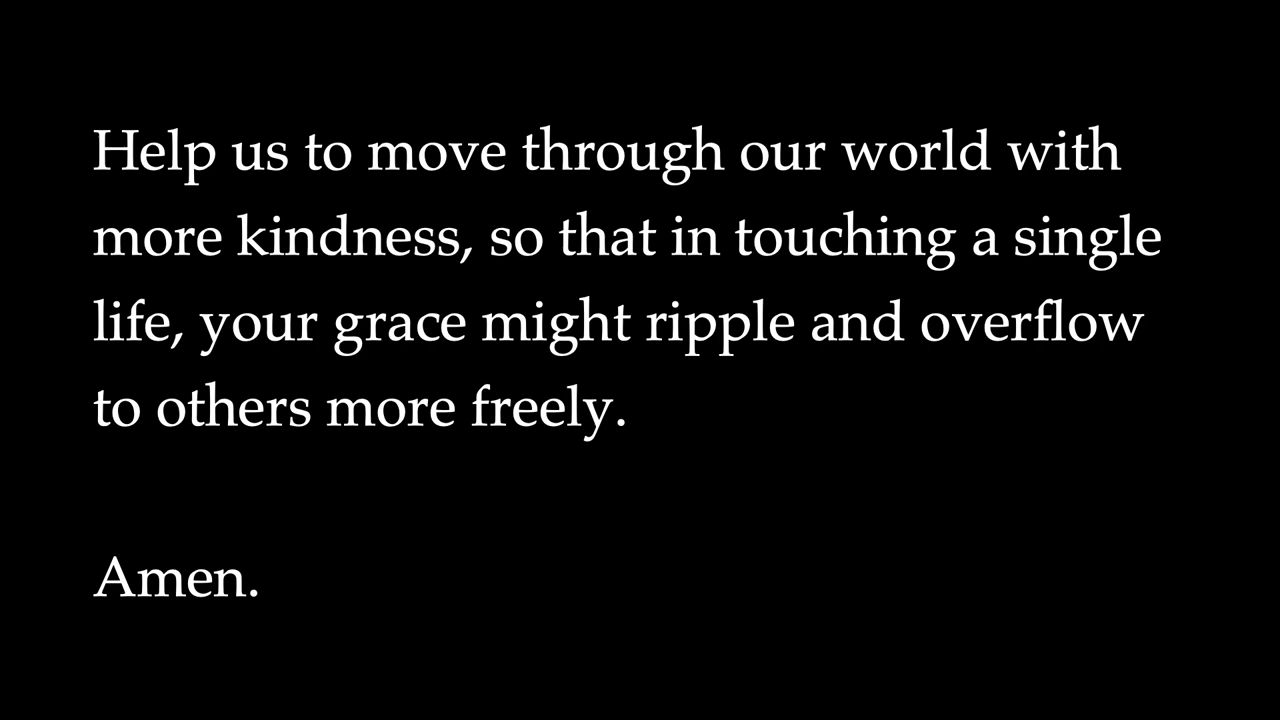 Help us to move through our world with
more kindness, so that in touching a single
life, your grace might ripple and overflow
to others more freely.
Amen.